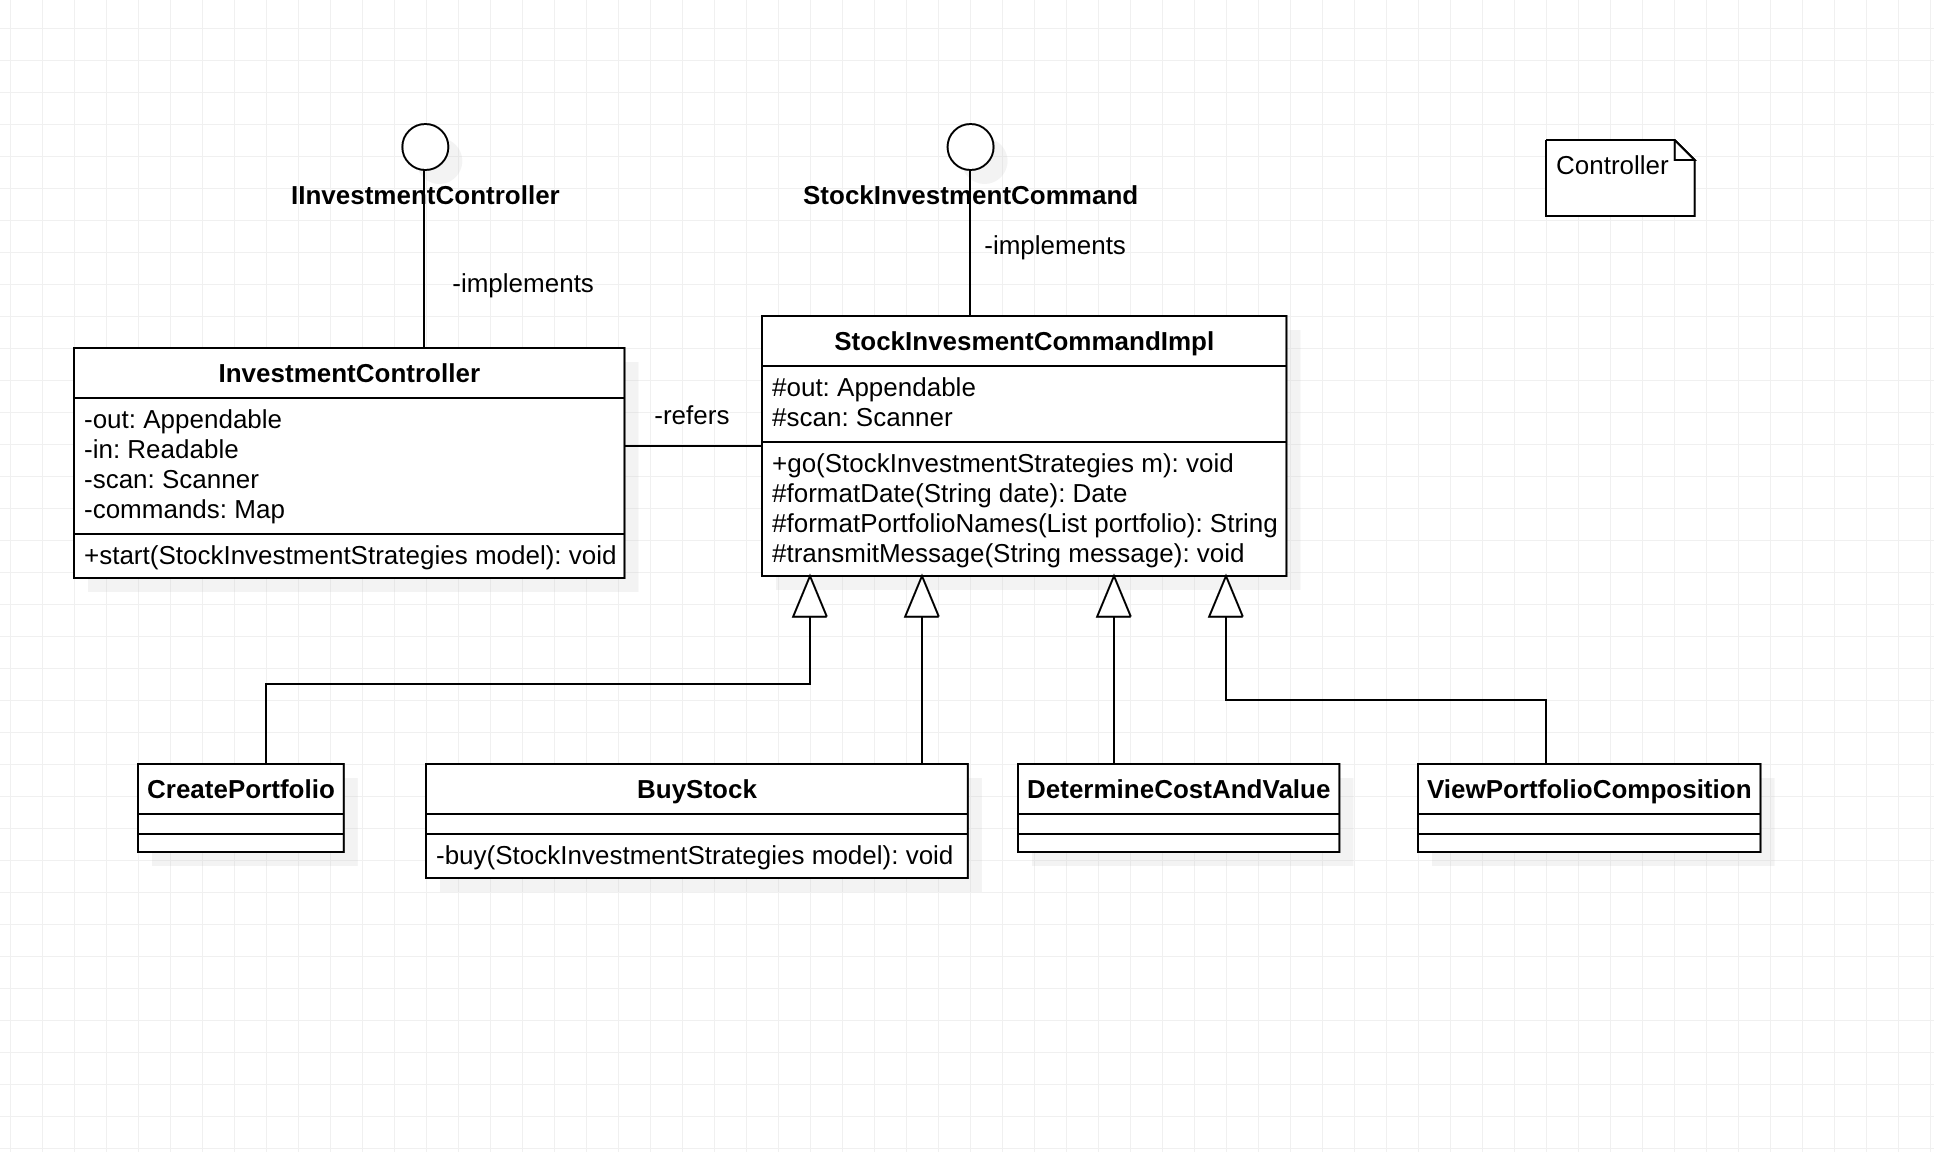 IInvestmentController
StockInvestmentCommand
Controller
-implements
-implements
InvestmentController
-out: Appendable
-in: Readable
-scan: Scanner
-commands: Map
+start(StockInvestmentStrategies model): void
-refers
StockInvesmentCommandImpl
#out: Appendable
#scan: Scanner
+go(StockInvestmentStrategies m): void
#formatDate(String date): Date
#formatPortfolioNames(List portfolio): String
#transmitMessage(String message): void
CreatePortfolio
BuyStock
-buy(StockInvestmentStrategies model): void
DetermineCostAndValue
ViewPortfolioComposition